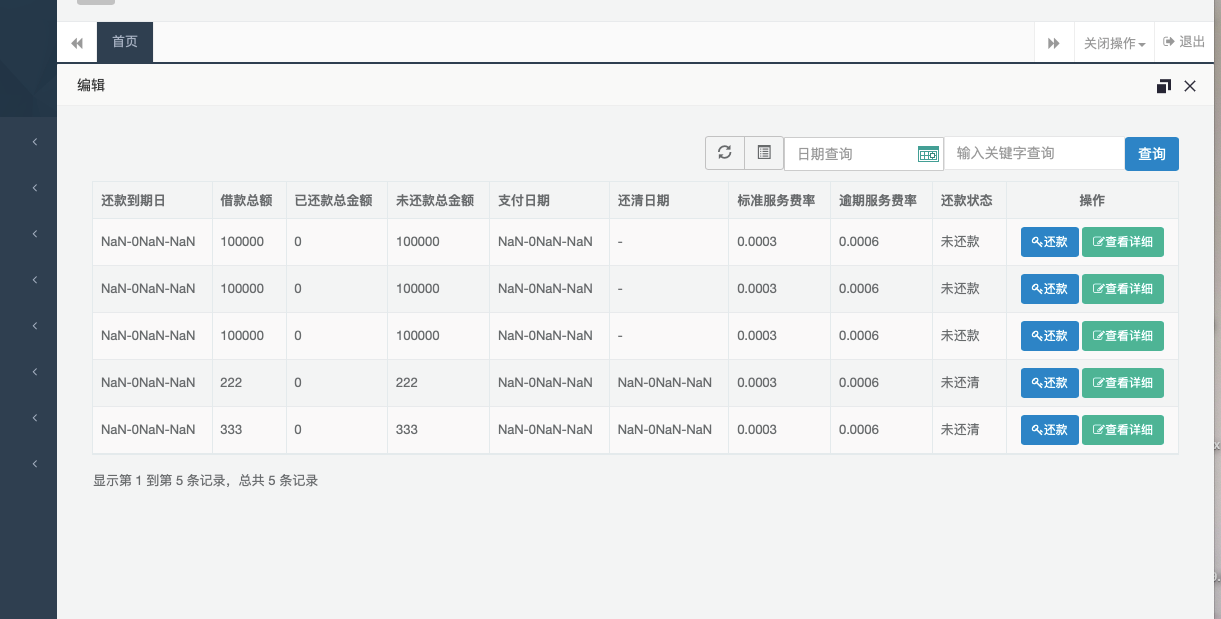 首页
关闭操作
退出
编辑
日期查询
输入关键字查询
查询
还款到期日 借款总额 已还款总金额 未还款总金额 支付日期 还清日期 标准服务费率 逾期服务费率 还款状态 操作
NaN-0NaN-NaN 100000 0 100000 NaN-0NaN-NaN - 0.0003 0.0006 未还款 还款 查看详细
NaN-0NaN-NaN 100000 0 100000 NaN-0NaN-NaN - 0.0003 0.0006 未还款 还款 查看详细
NaN-0NaN-NaN 100000 0 100000 NaN-0NaN-NaN - 0.0003 0.0006 未还款 还款 查看详细
NaN-0NaN-NaN 222 0 222 NaN-0NaN-NaN NaN-0NaN-NaN 0.0003 0.0006 未还清 还款 查看详细
NaN-0NaN-NaN 333 0 333 NaN-0NaN-NaN NaN-0NaN-NaN 0.0003 0.0006 未还清 还款 查看详细
显示第 1 到第 5 条记录，总共 5 条记录